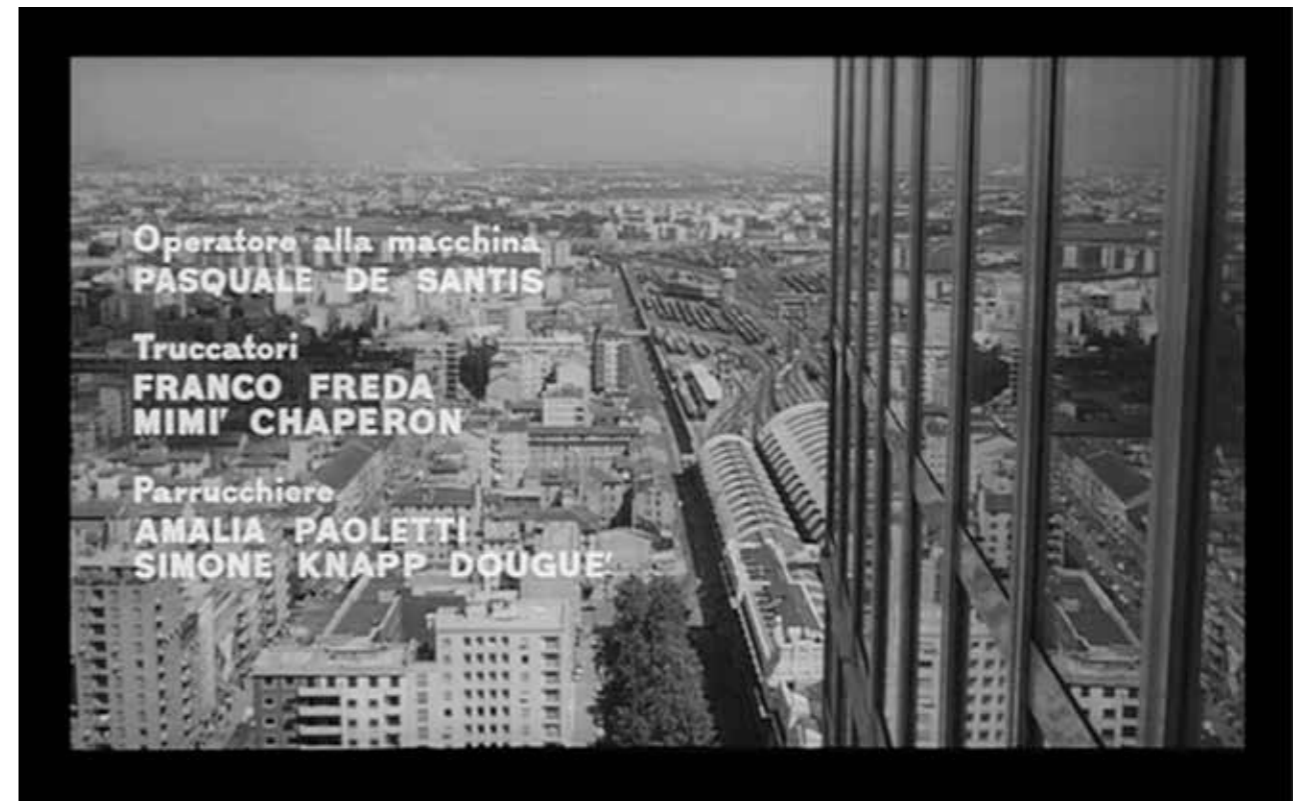 Operatore alla macchina
PASQUALE DE SANTIS
Truccatori
FRANCO FREDA
MIMI' CHAPERON
Parrucchiere
AMALIA PAOLETTI
SIMONE KNAPP DOUGUE'